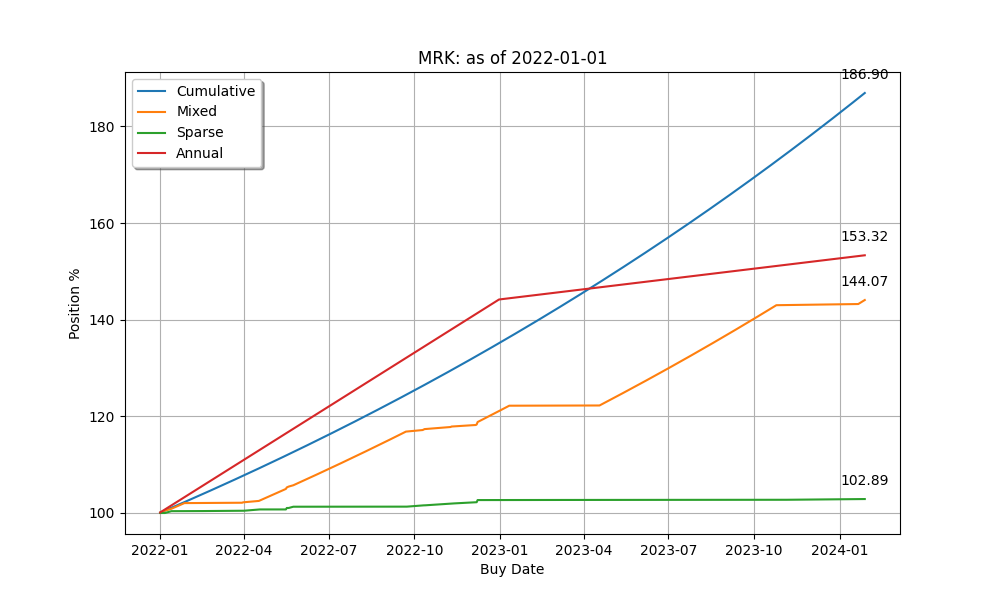 MRK: as of 2022-01-01
186.90
Cumulative
Mixed
Sparse
Annual
180
160
153.32
144.07
140
120
102.89
100
Position %
2022-01 2022-04 2022-07 2022-10 2023-01 2023-04 2023-07 2023-10 2024-01
Buy Date